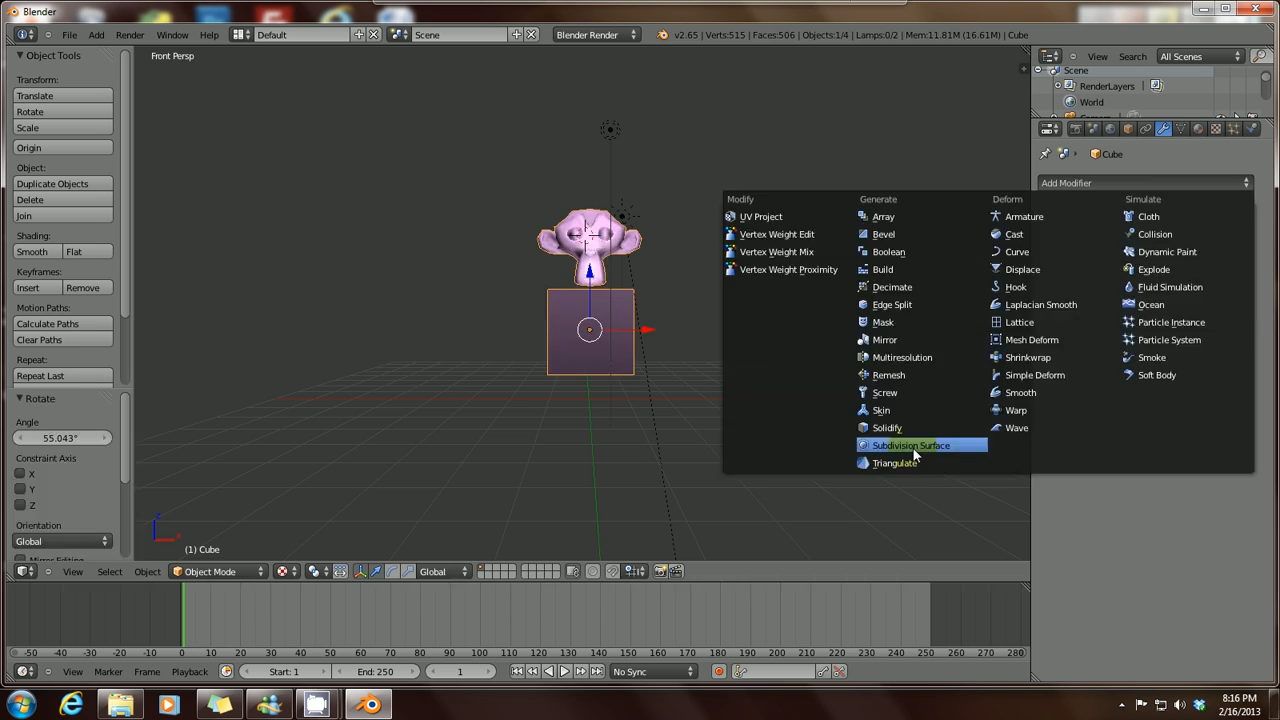 Blender
File Add Render Window Help Default Scene Blender Render v2.65 | Verts:515 | Faces:506 | Objects:1/4 | Lamps:0/2 | Mem:11.81M (16.61M) | Cube
Object Tools
Transform:
Translate
Rotate
Scale
Origin
Object:
Duplicate Objects
Delete
Join
Shading:
Smooth Flat
Keyframes:
Insert Remove
Motion Paths:
Calculate Paths
Clear Paths
Repeat:
Repeat Last
Rotate
Angle
55.043°
Constraint Axis
X
Y
Z
Orientation
Global
Front Persp
Z
X
(1) Cube
View Search All Scenes
Scene
RenderLayers
World
Cube
Add Modifier
Modify
UV Project
Vertex Weight Edit
Vertex Weight Mix
Vertex Weight Proximity
Generate
Array
Bevel
Boolean
Build
Decimate
Edge Split
Mask
Mirror
Multiresolution
Remesh
Screw
Skin
Solidify
Subdivision Surface
Triangulate
Deform
Armature
Cast
Curve
Displace
Hook
Laplacian Smooth
Lattice
Mesh Deform
Shrinkwrap
Simple Deform
Smooth
Warp
Wave
Simulate
Cloth
Collision
Dynamic Paint
Explode
Fluid Simulation
Ocean
Particle Instance
Particle System
Smoke
Soft Body
View Select Object Object Mode Global
-50 -40 -30 -20 -10 0 10 20 30 40 50 60 70 80 90 100 110 120 130 140 150 160 170 180 190 200 210 220 230 240 250 260 270 280
View Marker Frame Playback Start: 1 End: 250 1 No Sync
8:16 PM
2/16/2013